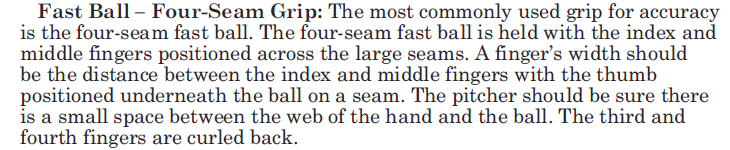 Fast Ball – Four-Seam Grip: The most commonly used grip for accuracy
is the four-seam fast ball. The four-seam fast ball is held with the index and
middle fingers positioned across the large seams. A finger’s width should
be the distance between the index and middle fingers with the thumb
positioned underneath the ball on a seam. The pitcher should be sure there
is a small space between the web of the hand and the ball. The third and
fourth fingers are curled back.